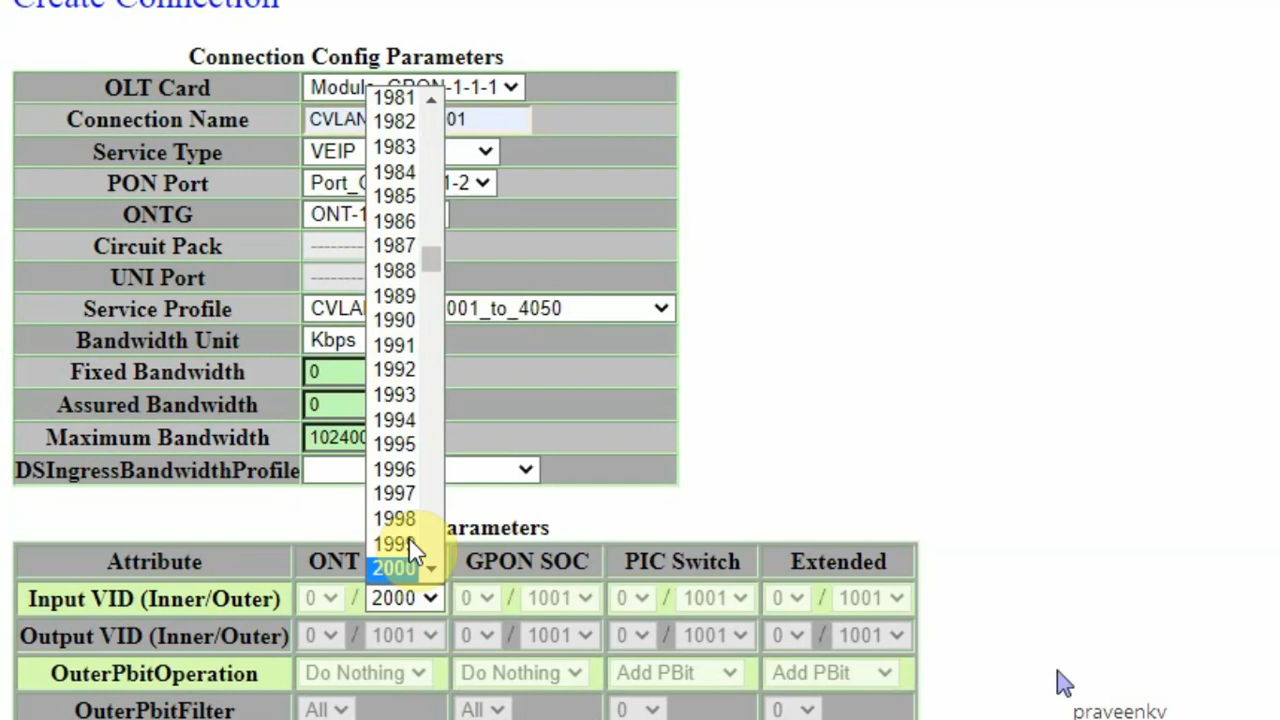 Create Connection
Connection Config Parameters
OLT Card Modul GPON-1-1-1
1981
Connection Name CVLAN 01
1982
Service Type VEIP
1983
PON Port Port_ 1-2
1984
1985
ONTG ONT-1
1986
Circuit Pack --------
1987
UNI Port --------
1988
1989
Service Profile CVLA 001_to_4050
1990
Bandwidth Unit Kbps
1991
Fixed Bandwidth 0
1992
1993
Assured Bandwidth 0
1994
Maximum Bandwidth 102400
1995
DSIngressBandwidthProfile
1996
1997
1998
arameters
1999
Attribute ONT GPON SOC PIC Switch Extended
2000
Input VID (Inner/Outer) 0 / 2000 0 / 1001 0 / 1001 0 / 1001
Output VID (Inner/Outer) 0 / 1001 0 / 1001 0 / 1001 0 / 1001
OuterPbitOperation Do Nothing Do Nothing Add PBit Add PBit
OuterPbitFilter All All 0 0
praveenkv